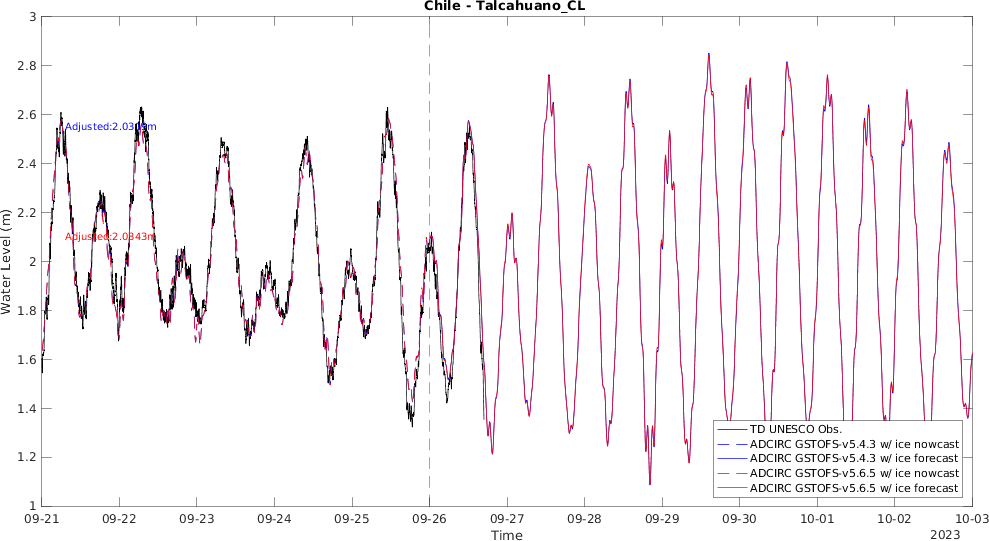 Chile - Talcahuano_CL
3
2.8
2.6
2.4
2.2
2
1.8
1.6
1.4
1.2
1
Water Level (m)
Adjusted:2.0343m
TD UNESCO Obs.
ADCIRC GSTOFS-v5.4.3 w/ ice nowcast
ADCIRC GSTOFS-v5.4.3 w/ ice forecast
ADCIRC GSTOFS-v5.6.5 w/ ice nowcast
ADCIRC GSTOFS-v5.6.5 w/ ice forecast
09-21 09-22 09-23 09-24 09-25 09-26 09-27 09-28 09-29 09-30 10-01 10-02 10-03
Time
2023